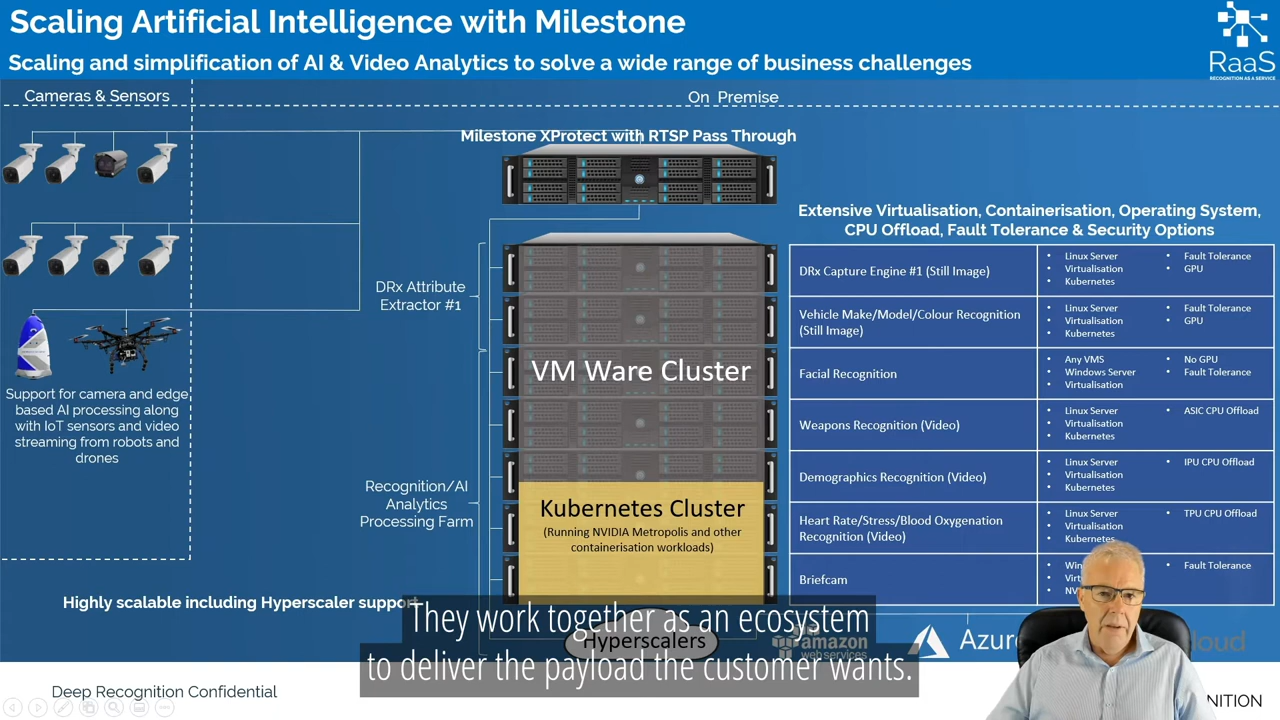 Scaling Artificial Intelligence with Milestone
Scaling and simplification of AI & Video Analytics to solve a wide range of business challenges
RaaS
RECOGNITION AS A SERVICE
Cameras & Sensors
On Premise
Milestone XProtect with RTSP Pass Through
Support for camera and edge
based AI processing along
with IoT sensors and video
streaming from robots and
drones
DRx Attribute
Extractor #1
Recognition/AI
Analytics
Processing Farm
Highly scalable including Hyperscaler support
VM Ware Cluster
Kubernetes Cluster
(Running NVIDIA Metropolis and other
containerisation workloads)
Extensive Virtualisation, Containerisation, Operating System,
CPU Offload, Fault Tolerance & Security Options
DRx Capture Engine #1 (Still Image)
• Linux Server
• Virtualisation
• Kubernetes
• Fault Tolerance
• GPU
Vehicle Make/Model/Colour Recognition
(Still Image)
• Linux Server
• Virtualisation
• Kubernetes
• Fault Tolerance
• GPU
Facial Recognition
• Any VMS
• Windows Server
• Virtualisation
• No GPU
• Fault Tolerance
Weapons Recognition (Video)
• Linux Server
• Virtualisation
• Kubernetes
• ASIC CPU Offload
Demographics Recognition (Video)
• Linux Server
• Virtualisation
• Kubernetes
• IPU CPU Offload
Heart Rate/Stress/Blood Oxygenation
Recognition (Video)
• Linux Server
• Virtualisation
• Kubernetes
• TPU CPU Offload
Briefcam
• Fault Tolerance
Hyperscalers
amazon
web services
Azure
They work together as an ecosystem
to deliver the payload the customer wants.
Deep Recognition Confidential